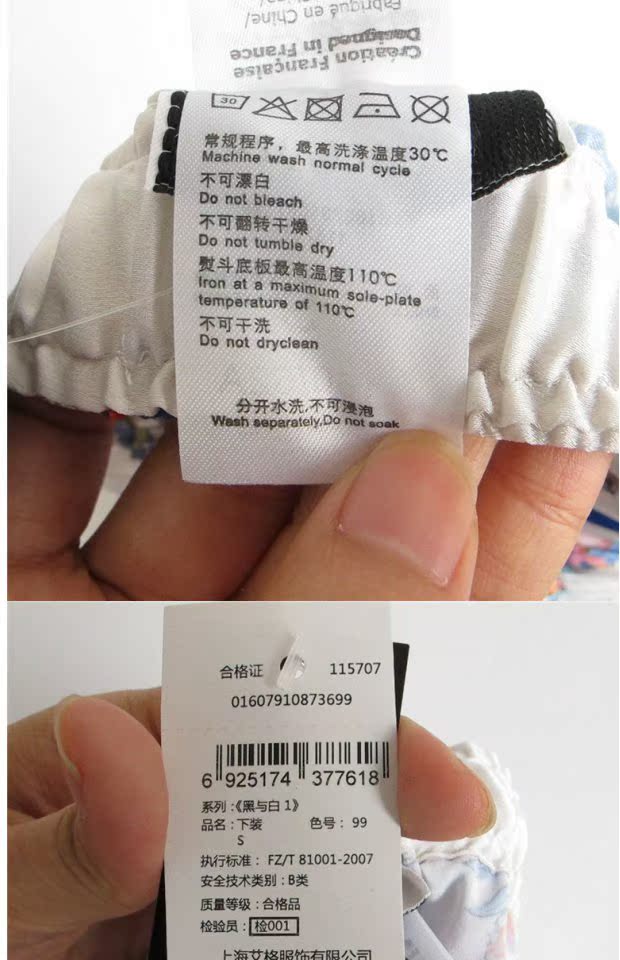 Fabriqué en Chine/
Designed in France
Création Française
30
常规程序，最高洗涤温度30℃
Machine wash normal cycle
不可漂白
Do not bleach
不可翻转干燥
Do not tumble dry
熨斗底板最高温度110℃
Iron at a maximum sole-plate
temperature of 110℃
不可干洗
Do not dryclean
分开水洗,不可浸泡
Wash separately,Do not soak
合格证 115707
01607910873699
6 925174 377618
系列：《黑与白 1》
品名：下装 色号： 99
S
执行标准： FZ/T 81001-2007
安全技术类别：B类
质量等级：合格品
检验员：检001
上海艾格服饰有限公司